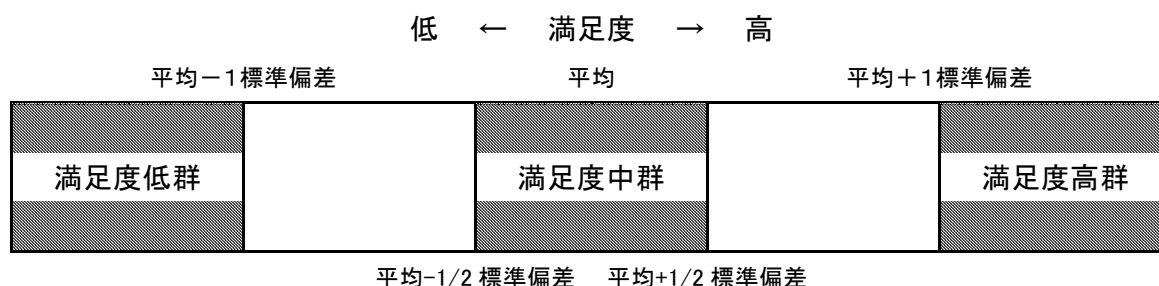 低 ← 満足度 → 高
平均－1標準偏差 平均 平均＋1標準偏差
満足度低群 満足度中群 満足度高群
平均-1/2 標準偏差 平均+1/2 標準偏差